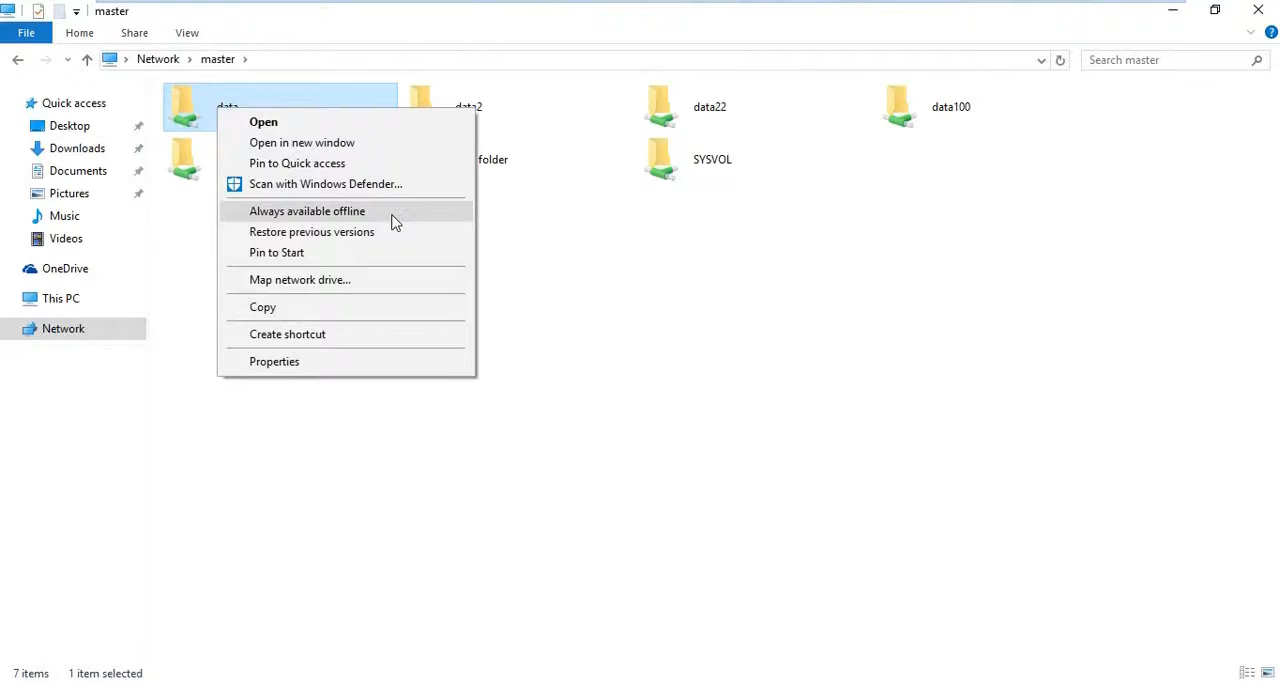 master
File
Home
Share
View
Network
master
Search master
Quick access
Desktop
Downloads
Documents
Pictures
Music
Videos
OneDrive
This PC
Network
data
data2
data22
data100
folder
SYSVOL
Open
Open in new window
Pin to Quick access
Scan with Windows Defender...
Always available offline
Restore previous versions
Pin to Start
Map network drive...
Copy
Create shortcut
Properties
7 items
1 item selected